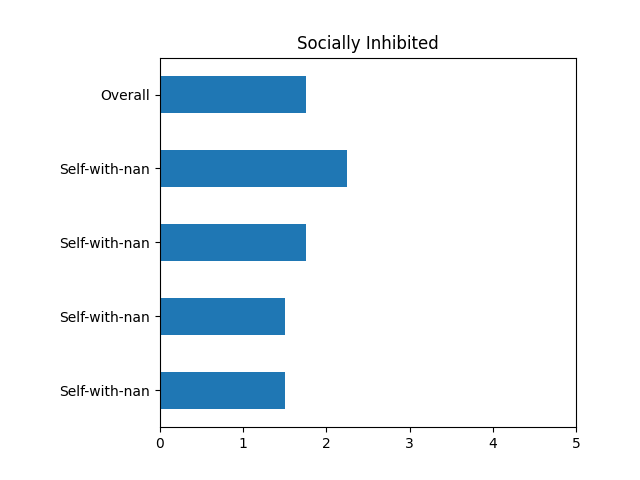 Socially Inhibited
Overall
Self-with-nan
Self-with-nan
Self-with-nan
Self-with-nan
0 1 2 3 4 5